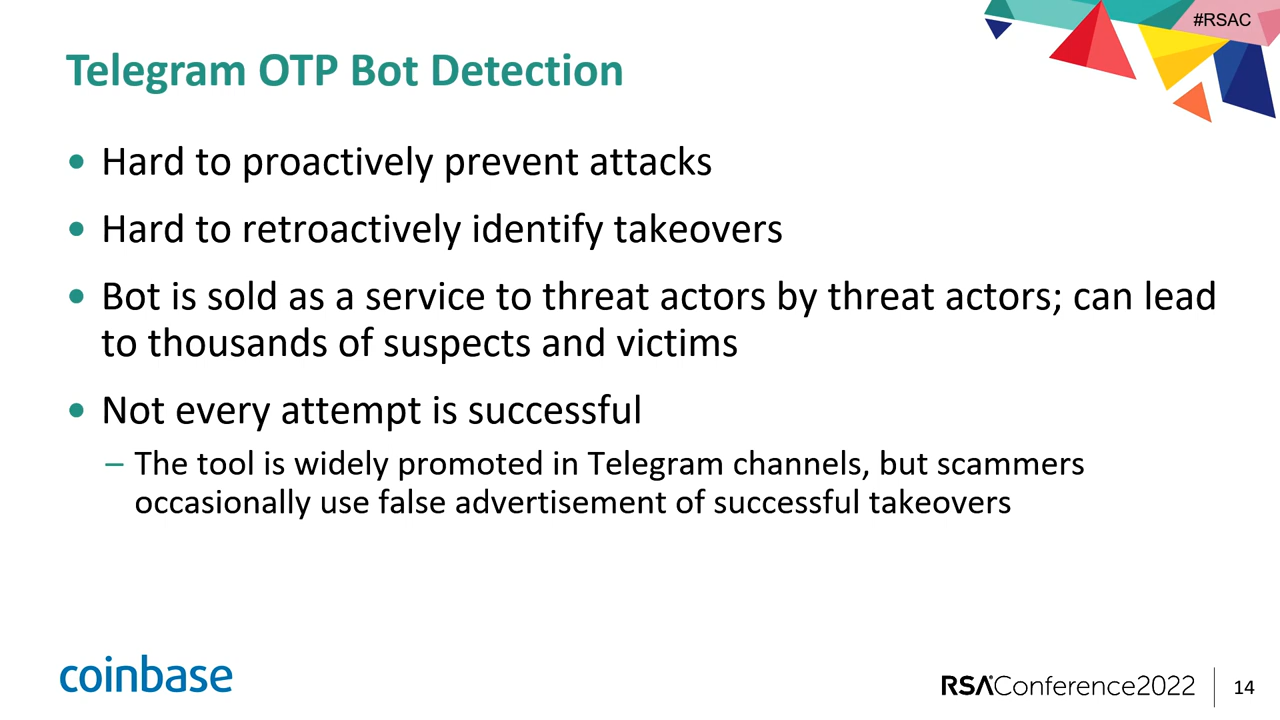 #RSAC
Telegram OTP Bot Detection
• Hard to proactively prevent attacks
• Hard to retroactively identify takeovers
• Bot is sold as a service to threat actors by threat actors; can lead
to thousands of suspects and victims
• Not every attempt is successful
– The tool is widely promoted in Telegram channels, but scammers
occasionally use false advertisement of successful takeovers
coinbase
RSAConference2022
14